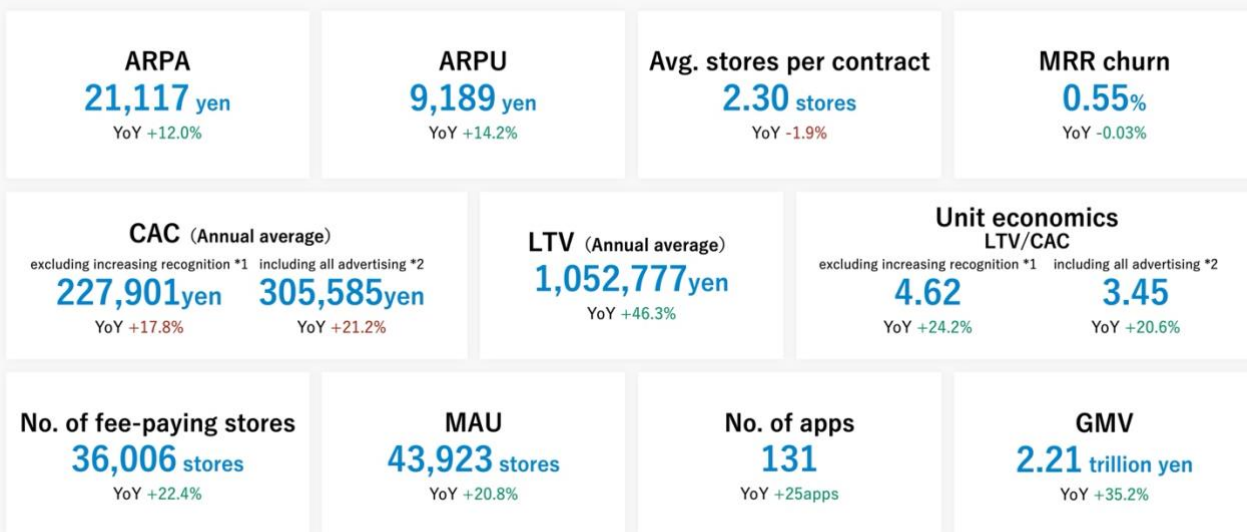 ARPA
21,117 yen
YoY +12.0%
ARPU
9,189 yen
YoY +14.2%
Avg. stores per contract
2.30 stores
YoY -1.9%
MRR churn
0.55%
YoY -0.03%
CAC （Annual average）
excluding increasing recognition *1 including all advertising *2
227,901yen 305,585yen
YoY +17.8% YoY +21.2%
LTV （Annual average）
1,052,777yen
YoY +46.3%
Unit economics
LTV/CAC
excluding increasing recognition *1 including all advertising *2
4.62 3.45
YoY +24.2% YoY +20.6%
No. of fee-paying stores
36,006 stores
YoY +22.4%
MAU
43,923 stores
YoY +20.8%
No. of apps
131
YoY +25apps
GMV
2.21 trillion yen
YoY +35.2%